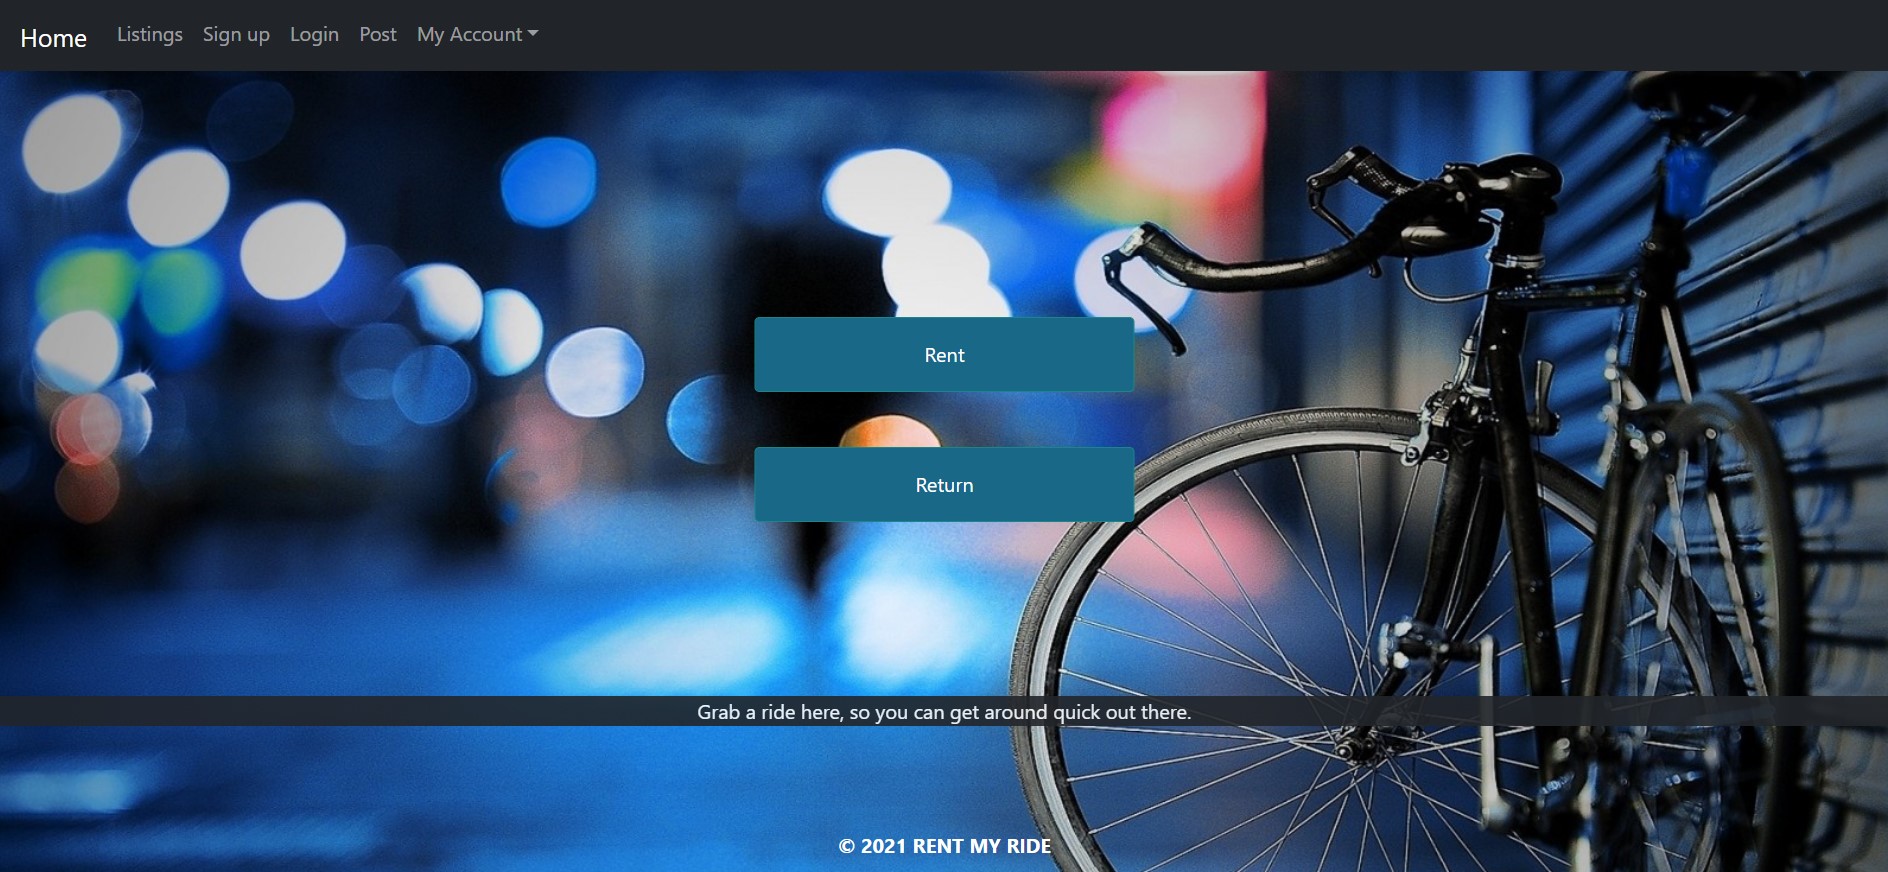 Home Listings Sign up Login Post My Account
Rent
Return
Grab a ride here, so you can get around quick out there.
© 2021 RENT MY RIDE